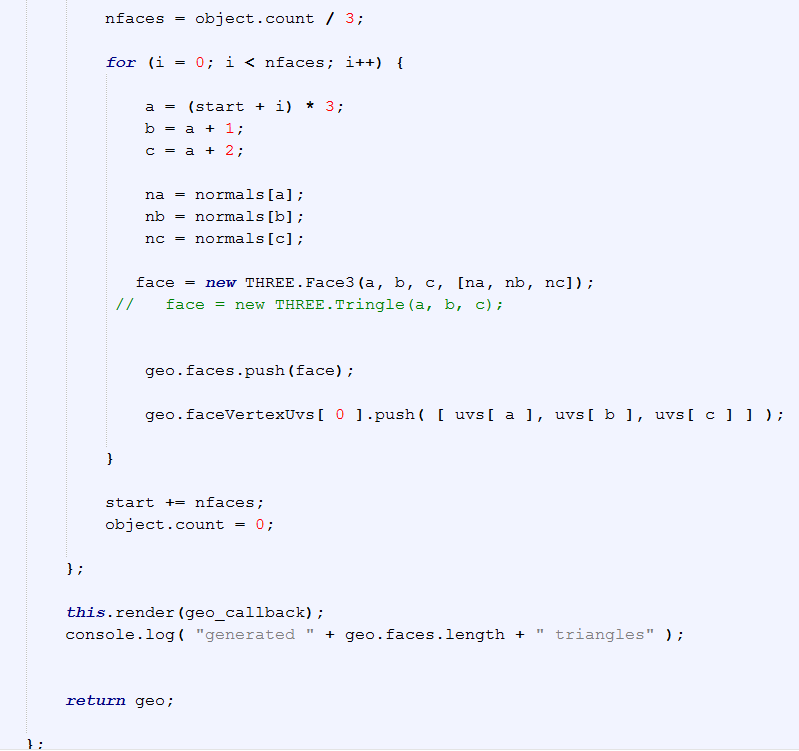 nfaces = object.count / 3;
for (i = 0; i < nfaces; i++) {
a = (start + i) * 3;
b = a + 1;
c = a + 2;
na = normals[a];
nb = normals[b];
nc = normals[c];
face = new THREE.Face3(a, b, c, [na, nb, nc]);
//   face = new THREE.Tringle(a, b, c);
geo.faces.push(face);
geo.faceVertexUvs[ 0 ].push( [ uvs[ a ], uvs[ b ], uvs[ c ] ] );
}
start += nfaces;
object.count = 0;
};
this.render(geo_callback);
console.log( "generated " + geo.faces.length + " triangles" );
return geo;
};